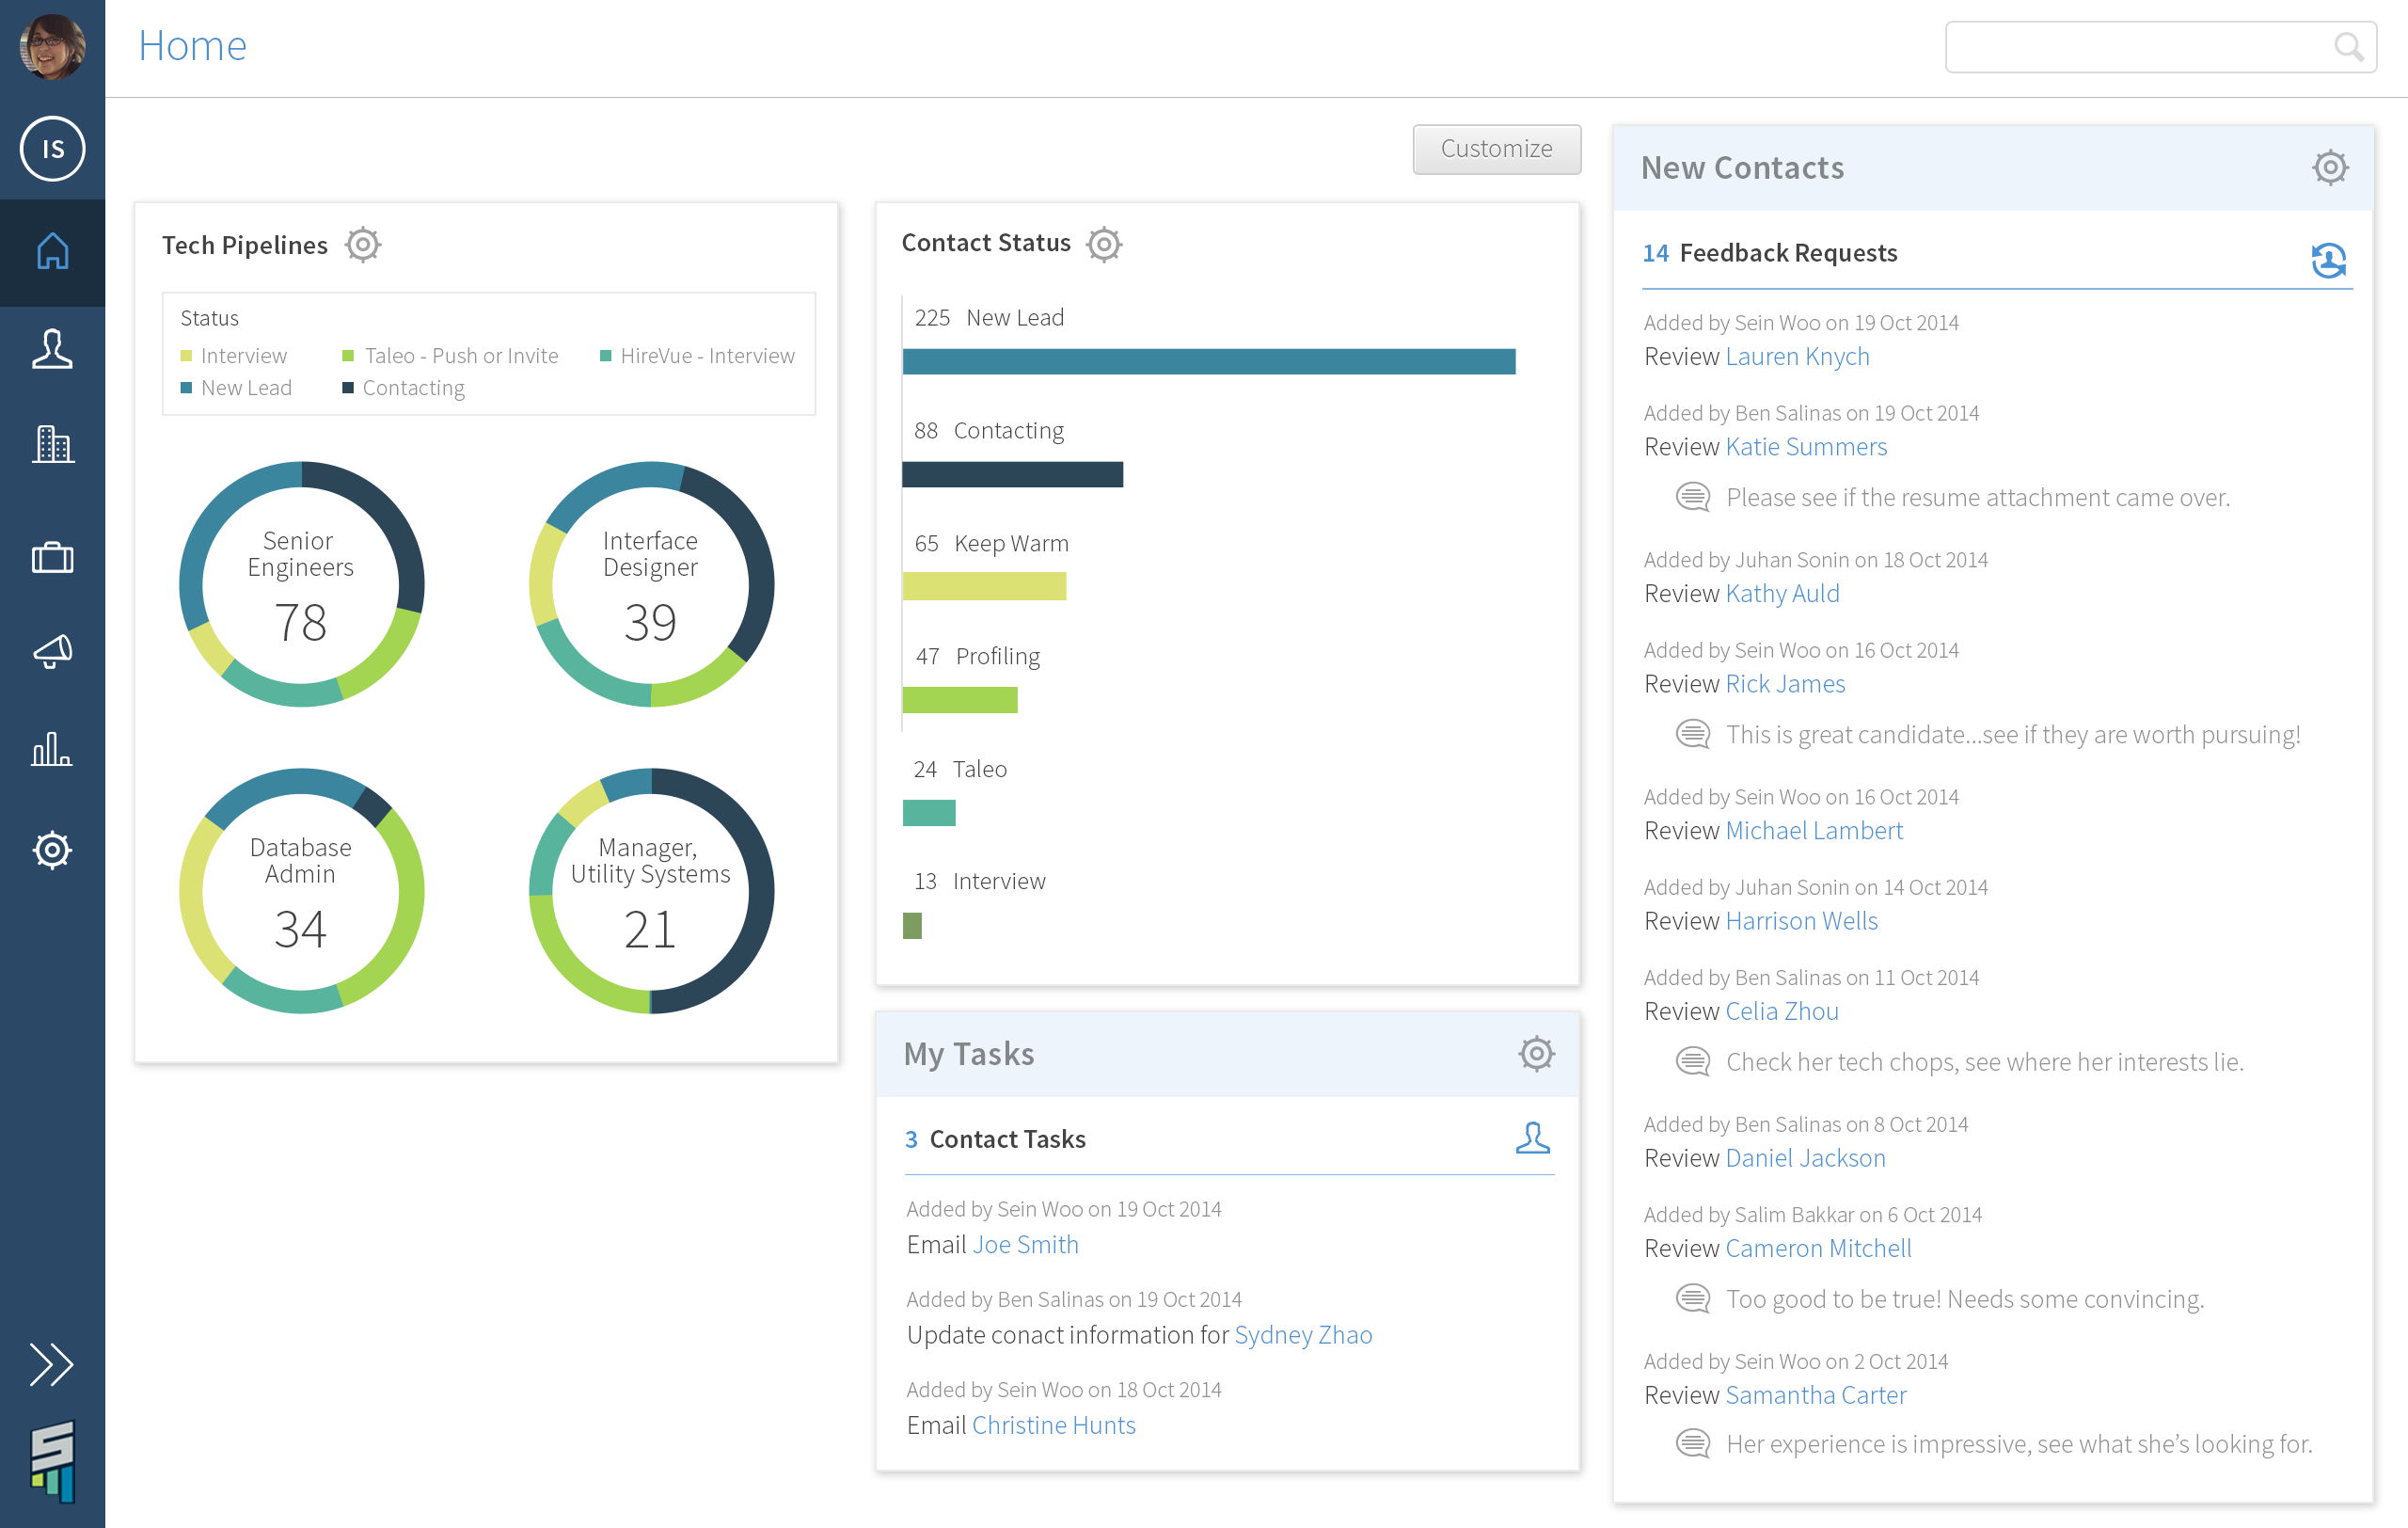 Home
IS
Customize
Tech Pipelines
Status
Interview
Taleo - Push or Invite
HireVue - Interview
New Lead
Contacting
Senior
Engineers
78
Interface
Designer
39
Database
Admin
34
Manager,
Utility Systems
21
Contact Status
225 New Lead
88 Contacting
65 Keep Warm
47 Profiling
24 Taleo
13 Interview
My Tasks
3 Contact Tasks
Added by Sein Woo on 19 Oct 2014
Email Joe Smith
Added by Ben Salinas on 19 Oct 2014
Update conact information for Sydney Zhao
Added by Sein Woo on 18 Oct 2014
Email Christine Hunts
New Contacts
14 Feedback Requests
Added by Sein Woo on 19 Oct 2014
Review Lauren Knych
Added by Ben Salinas on 19 Oct 2014
Review Katie Summers
Please see if the resume attachment came over.
Added by Juhan Sonin on 18 Oct 2014
Review Kathy Auld
Added by Sein Woo on 16 Oct 2014
Review Rick James
This is great candidate...see if they are worth pursuing!
Added by Sein Woo on 16 Oct 2014
Review Michael Lambert
Added by Juhan Sonin on 14 Oct 2014
Review Harrison Wells
Added by Ben Salinas on 11 Oct 2014
Review Celia Zhou
Check her tech chops, see where her interests lie.
Added by Ben Salinas on 8 Oct 2014
Review Daniel Jackson
Added by Salim Bakkar on 6 Oct 2014
Review Cameron Mitchell
Too good to be true! Needs some convincing.
Added by Sein Woo on 2 Oct 2014
Review Samantha Carter
Her experience is impressive, see what she’s looking for.